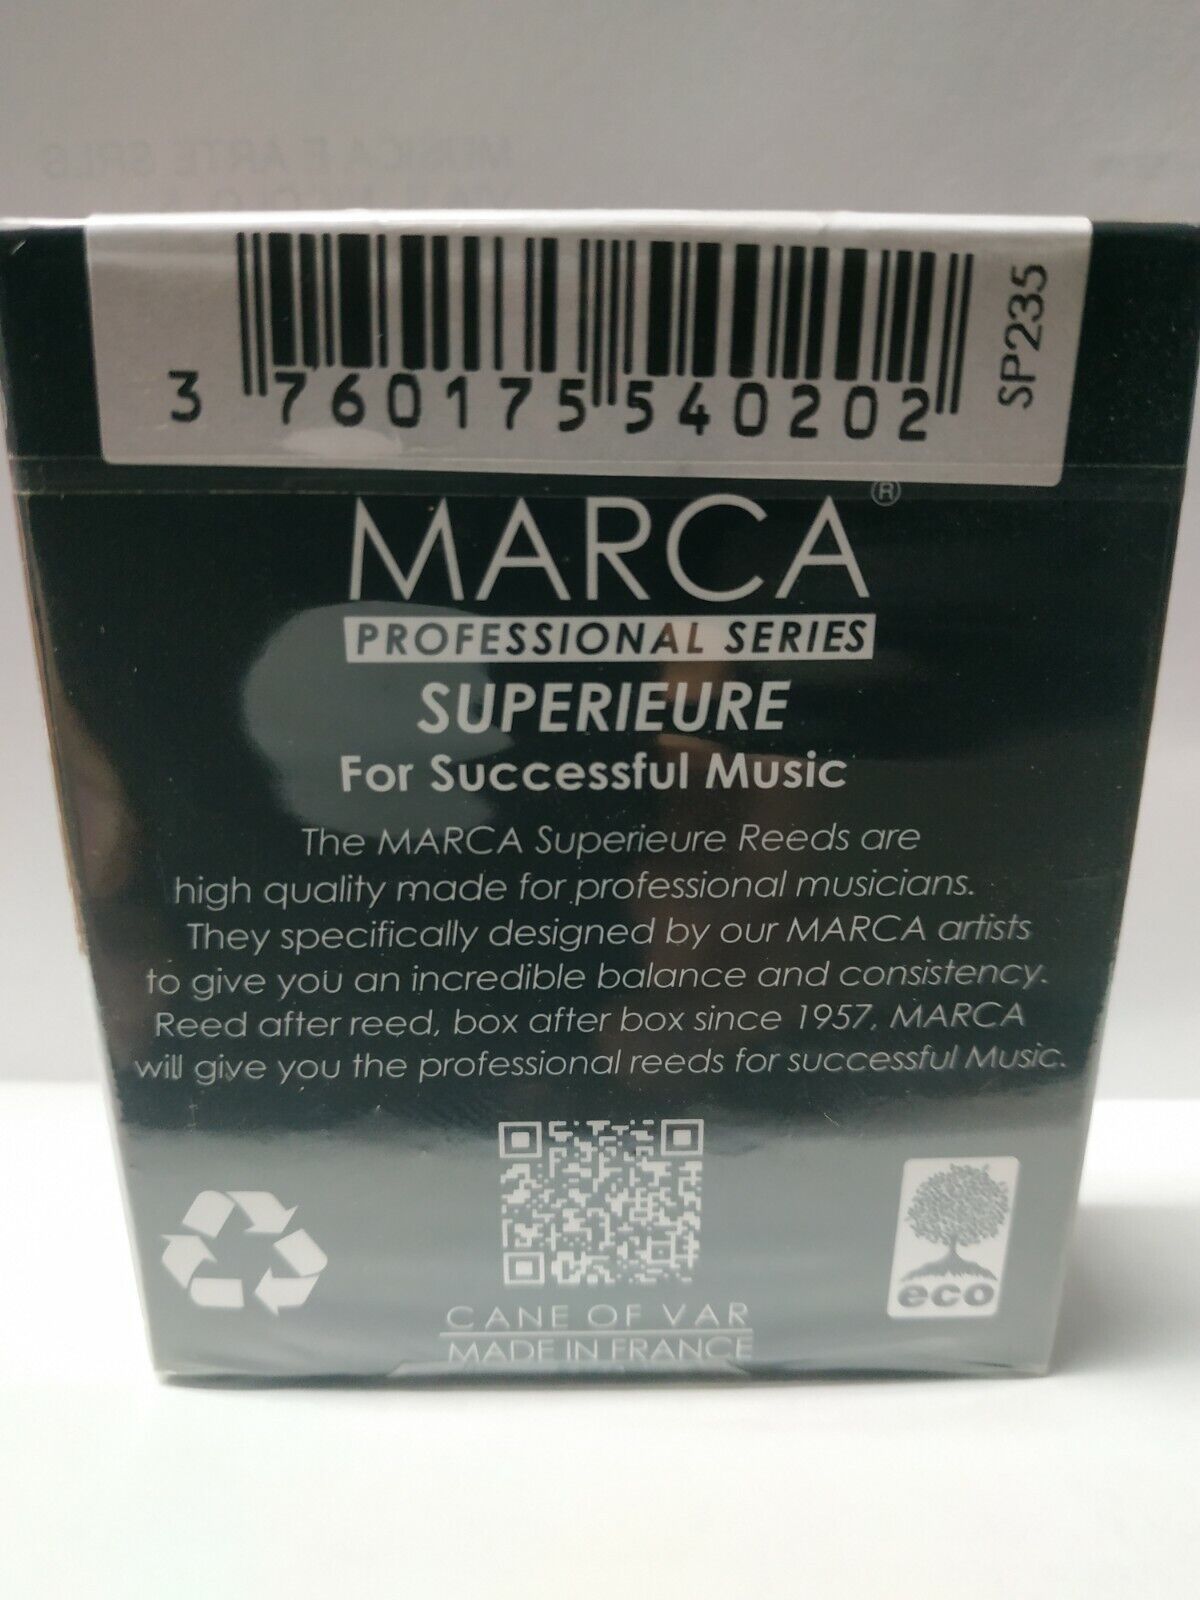 3 760175 540202
SP235
MARCA®
PROFESSIONAL SERIES
SUPERIEURE
For Successful Music
The MARCA Superieure Reeds are
high quality made for professional musicians.
They specifically designed by our MARCA artists
to give you an incredible balance and consistency.
Reed after reed, box after box since 1957, MARCA
will give you the professional reeds for successful Music.
eco
CANE OF VAR
MADE IN FRANCE